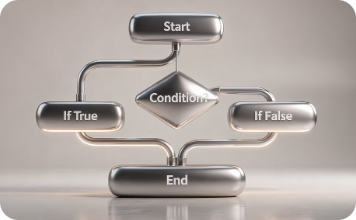 Start
Condition?
If True
If False
End